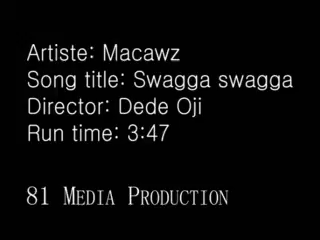 Artiste: Macawz
Song title: Swagga swagga
Director: Dede Oji
Run time: 3:47
81 Media Production